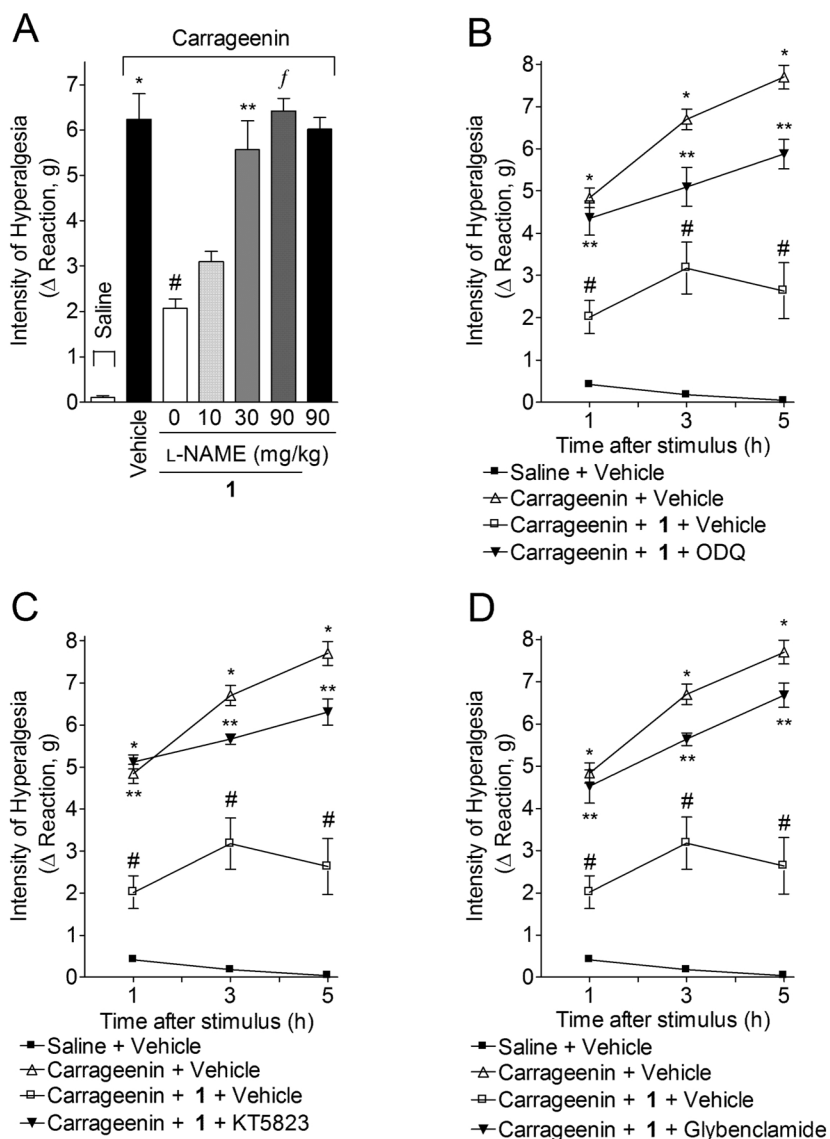 A
Carrageenin
Intensity of Hyperalgesia
(Δ Reaction, g)
7
6
5
4
3
2
1
0
Saline
*
#
**
ƒ
Vehicle
0 10 30 90 90
L-NAME (mg/kg)
1
B
Intensity of Hyperalgesia
(Δ Reaction, g)
8
7
6
5
4
3
2
1
0
*
*
*
**
**
**
#
#
#
1 3 5
Time after stimulus (h)
Saline + Vehicle
Carrageenin + Vehicle
Carrageenin + 1 + Vehicle
Carrageenin + 1 + ODQ
C
Intensity of Hyperalgesia
(Δ Reaction, g)
8
7
6
5
4
3
2
1
0
*
*
*
**
**
**
#
#
#
1 3 5
Time after stimulus (h)
Saline + Vehicle
Carrageenin + Vehicle
Carrageenin + 1 + Vehicle
Carrageenin + 1 + KT5823
D
Intensity of Hyperalgesia
(Δ Reaction, g)
8
7
6
5
4
3
2
1
0
*
*
*
**
**
**
#
#
#
1 3 5
Time after stimulus (h)
Saline + Vehicle
Carrageenin + Vehicle
Carrageenin + 1 + Vehicle
Carrageenin + 1 + Glybenclamide